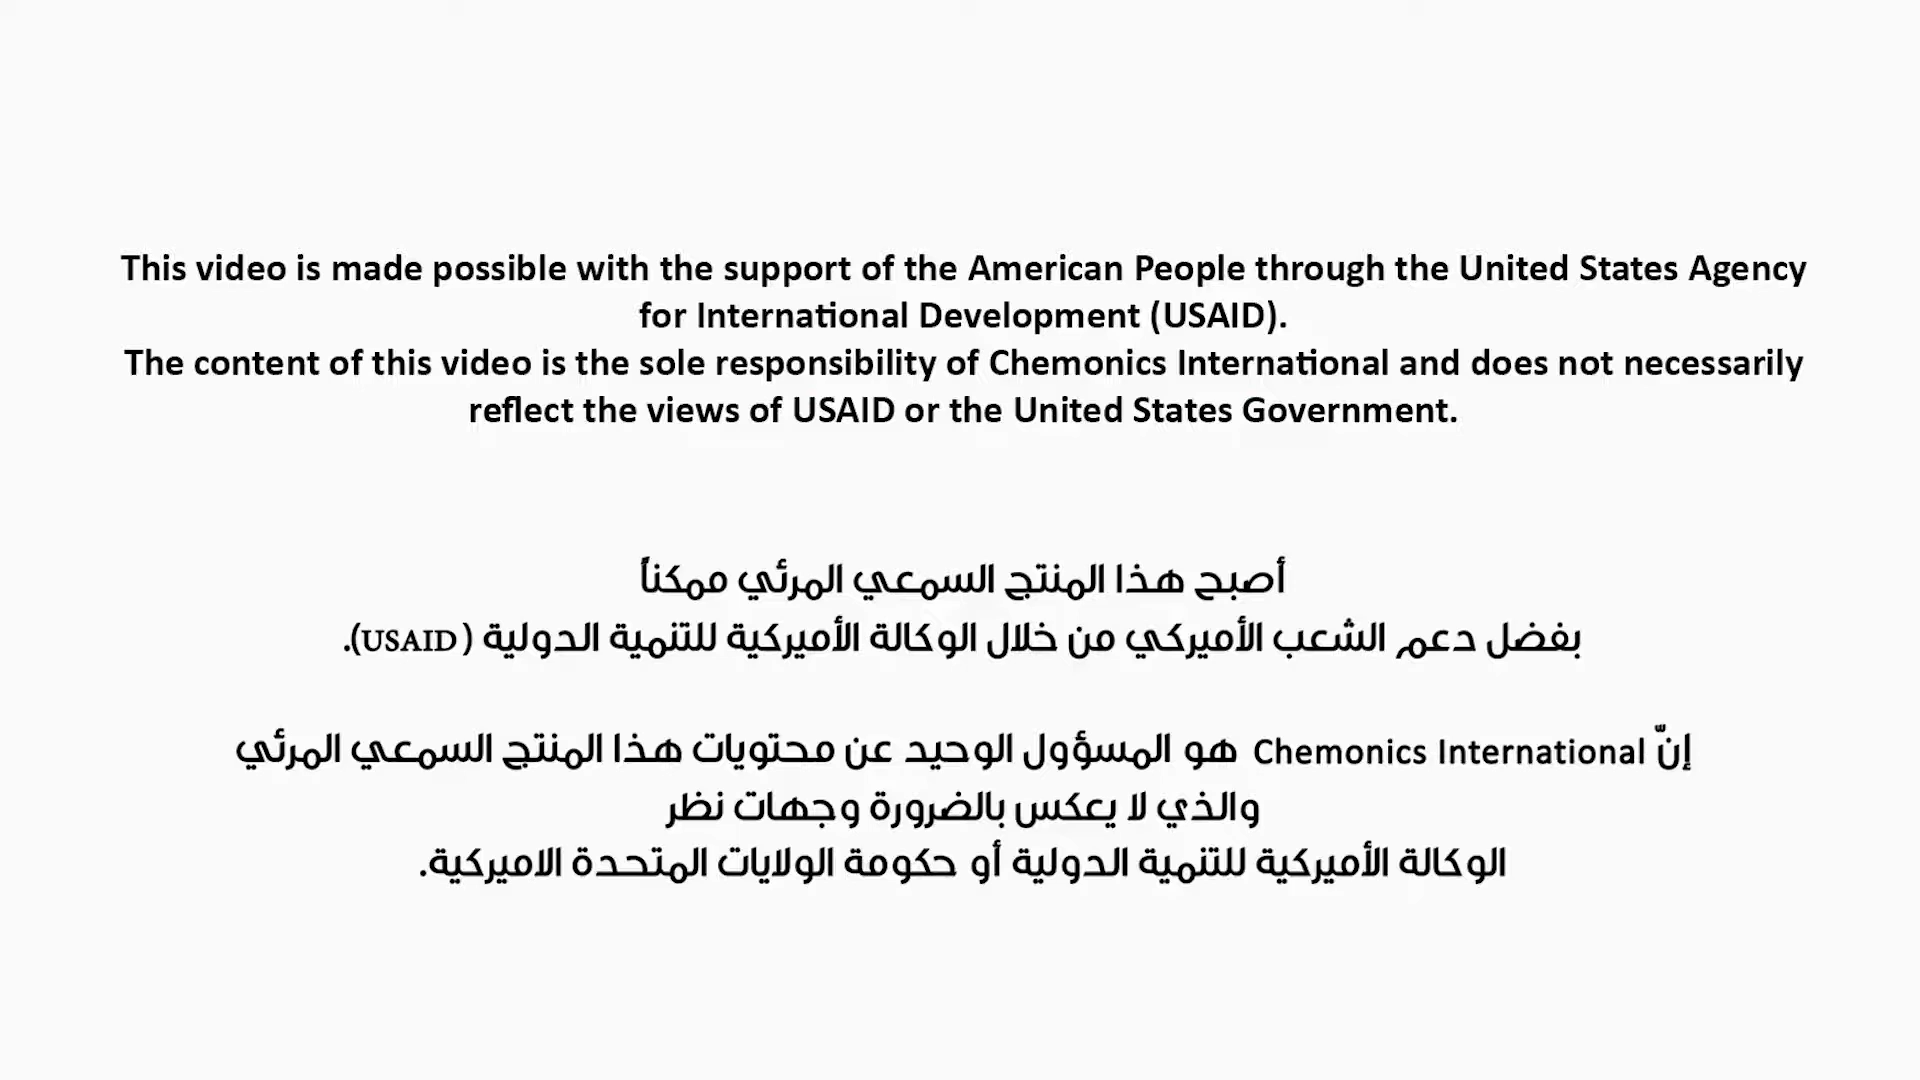 This video is made possible with the support of the American People through the United States Agency
for International Development (USAID).
The content of this video is the sole responsibility of Chemonics International and does not necessarily
reflect the views of USAID or the United States Government.
أصبح هذا المنتج السمعي المرئي ممكناً
بفضل دعم الشعب الأميركي من خلال الوكالة الأميركية للتنمية الدولية (USAID).
إنّ Chemonics International هو المسؤول الوحيد عن محتويات هذا المنتج السمعي المرئي
والذي لا يعكس بالضرورة وجهات نظر
الوكالة الأميركية للتنمية الدولية أو حكومة الولايات المتحدة الاميركية.